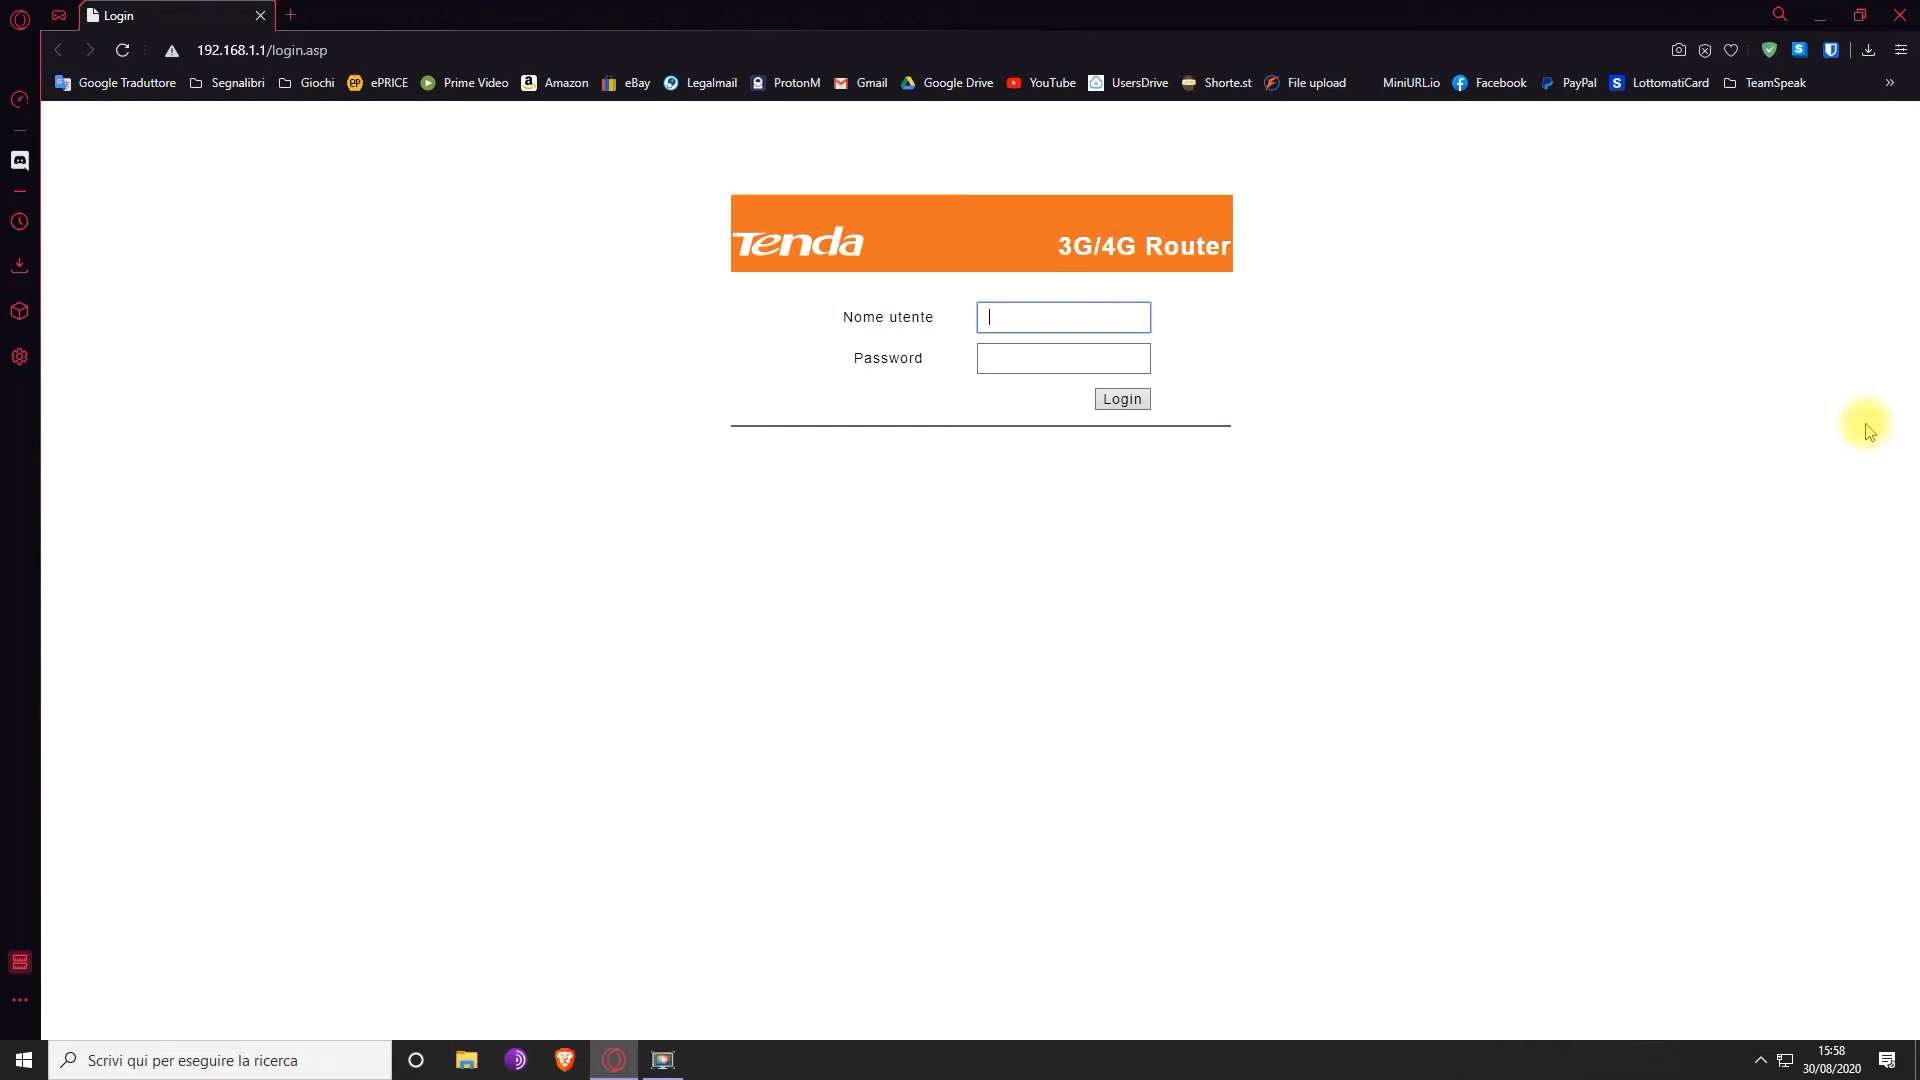 Login
192.168.1.1/login.asp
Google Traduttore Segnalibri Giochi ePRICE Prime Video Amazon eBay Legalmail ProtonM Gmail Google Drive YouTube UsersDrive Shorte.st File upload MiniURL.io Facebook PayPal LottomatiCard TeamSpeak »
Tenda 3G/4G Router
Nome utente
Password
Login
Scrivi qui per eseguire la ricerca
15:58
30/08/2020